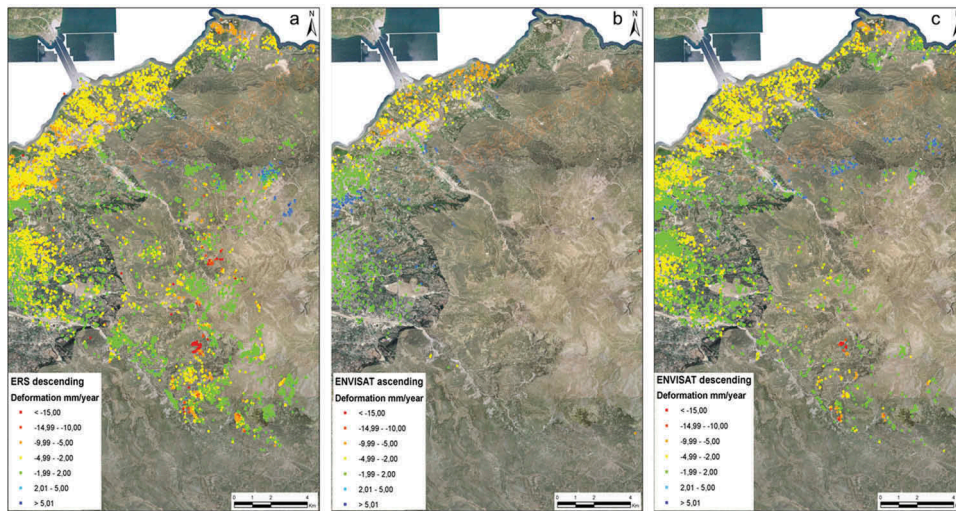 a
N
ERS descending
Deformation mm/year
< -15,00
-14,99 - -10,00
-9,99 - -5,00
-4,99 - -2,00
-1,99 - 2,00
2,01 - 5,00
> 5,01
0 1 2 4
Km
b
N
ENVISAT ascending
Deformation mm/year
< -15,00
-14,99 - -10,00
-9,99 - -5,00
-4,99 - -2,00
-1,99 - 2,00
2,01 - 5,00
> 5,01
0 1 2 4
Km
c
N
ENVISAT descending
Deformation mm/year
< -15,00
-14,99 - -10,00
-9,99 - -5,00
-4,99 - -2,00
-1,99 - 2,00
2,01 - 5,00
> 5,01
0 1 2 4
Km